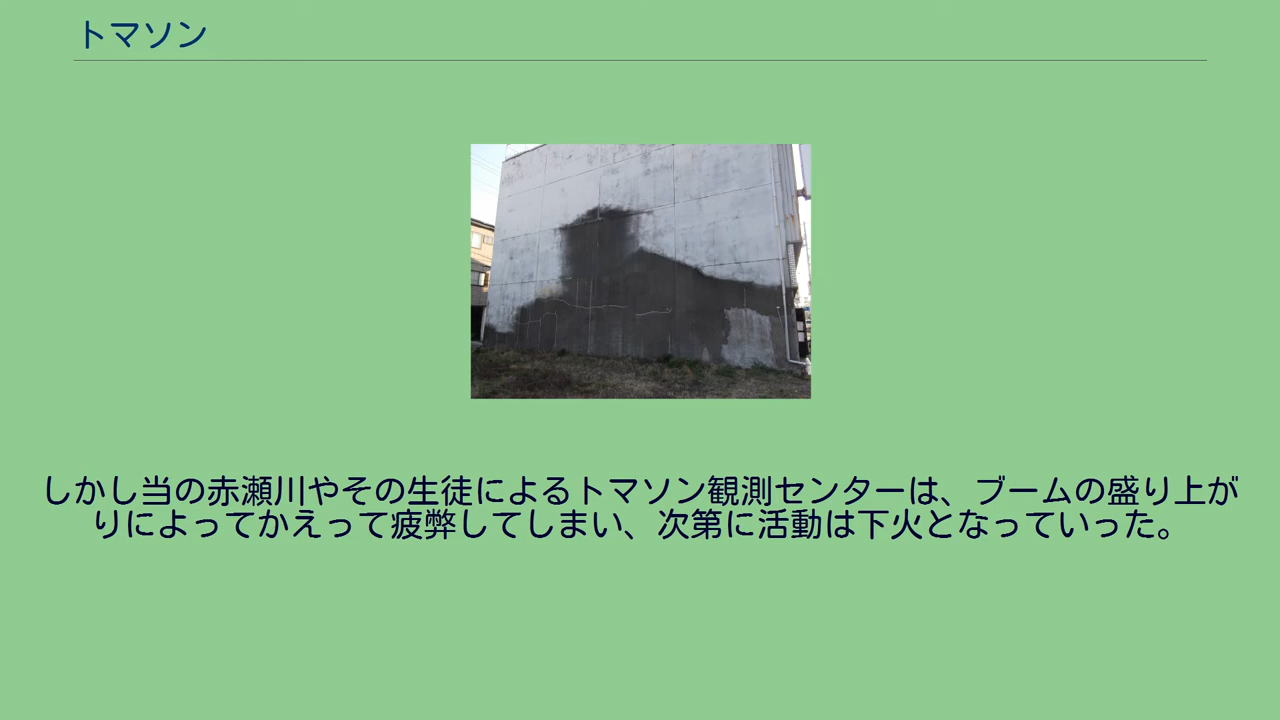 トマソン
しかし当の赤瀬川やその生徒によるトマソン観測センターは、ブームの盛り上が
りによってかえって疲弊してしまい、次第に活動は下火となっていった。